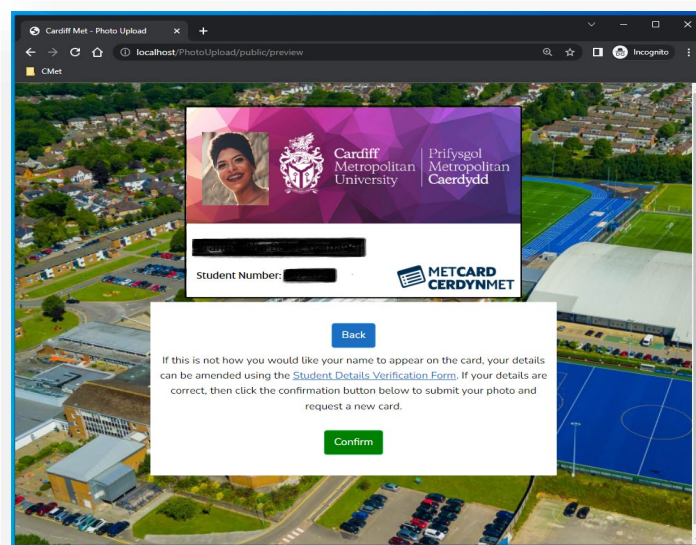 Cardiff Met - Photo Upload
localhost/PhotoUpload/public/preview
Incognito
CMet
Cardiff
Metropolitan
University
Prifysgol
Metropolitan
Caerdydd
Student Number:
METCARD
CERDYNMET
Back
If this is not how you would like your name to appear on the card, your details
can be amended using the Student Details Verification Form. If your details are
correct, then click the confirmation button below to submit your photo and
request a new card.
Confirm